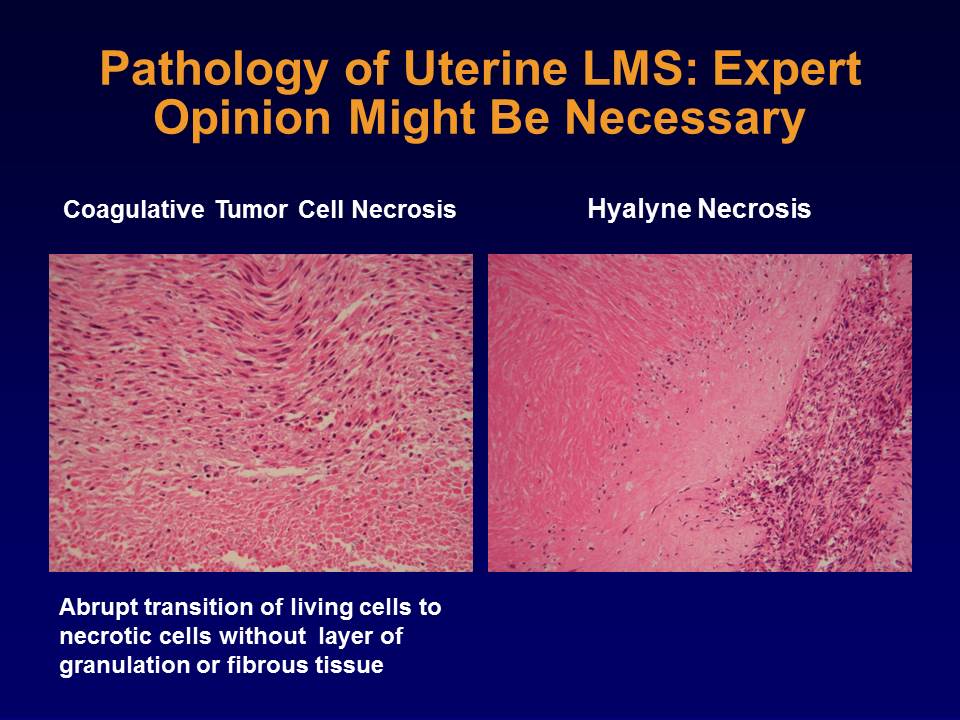 Pathology of Uterine LMS: Expert
Opinion Might Be Necessary
Coagulative Tumor Cell Necrosis
Hyalyne Necrosis
Abrupt transition of living cells to
necrotic cells without layer of
granulation or fibrous tissue